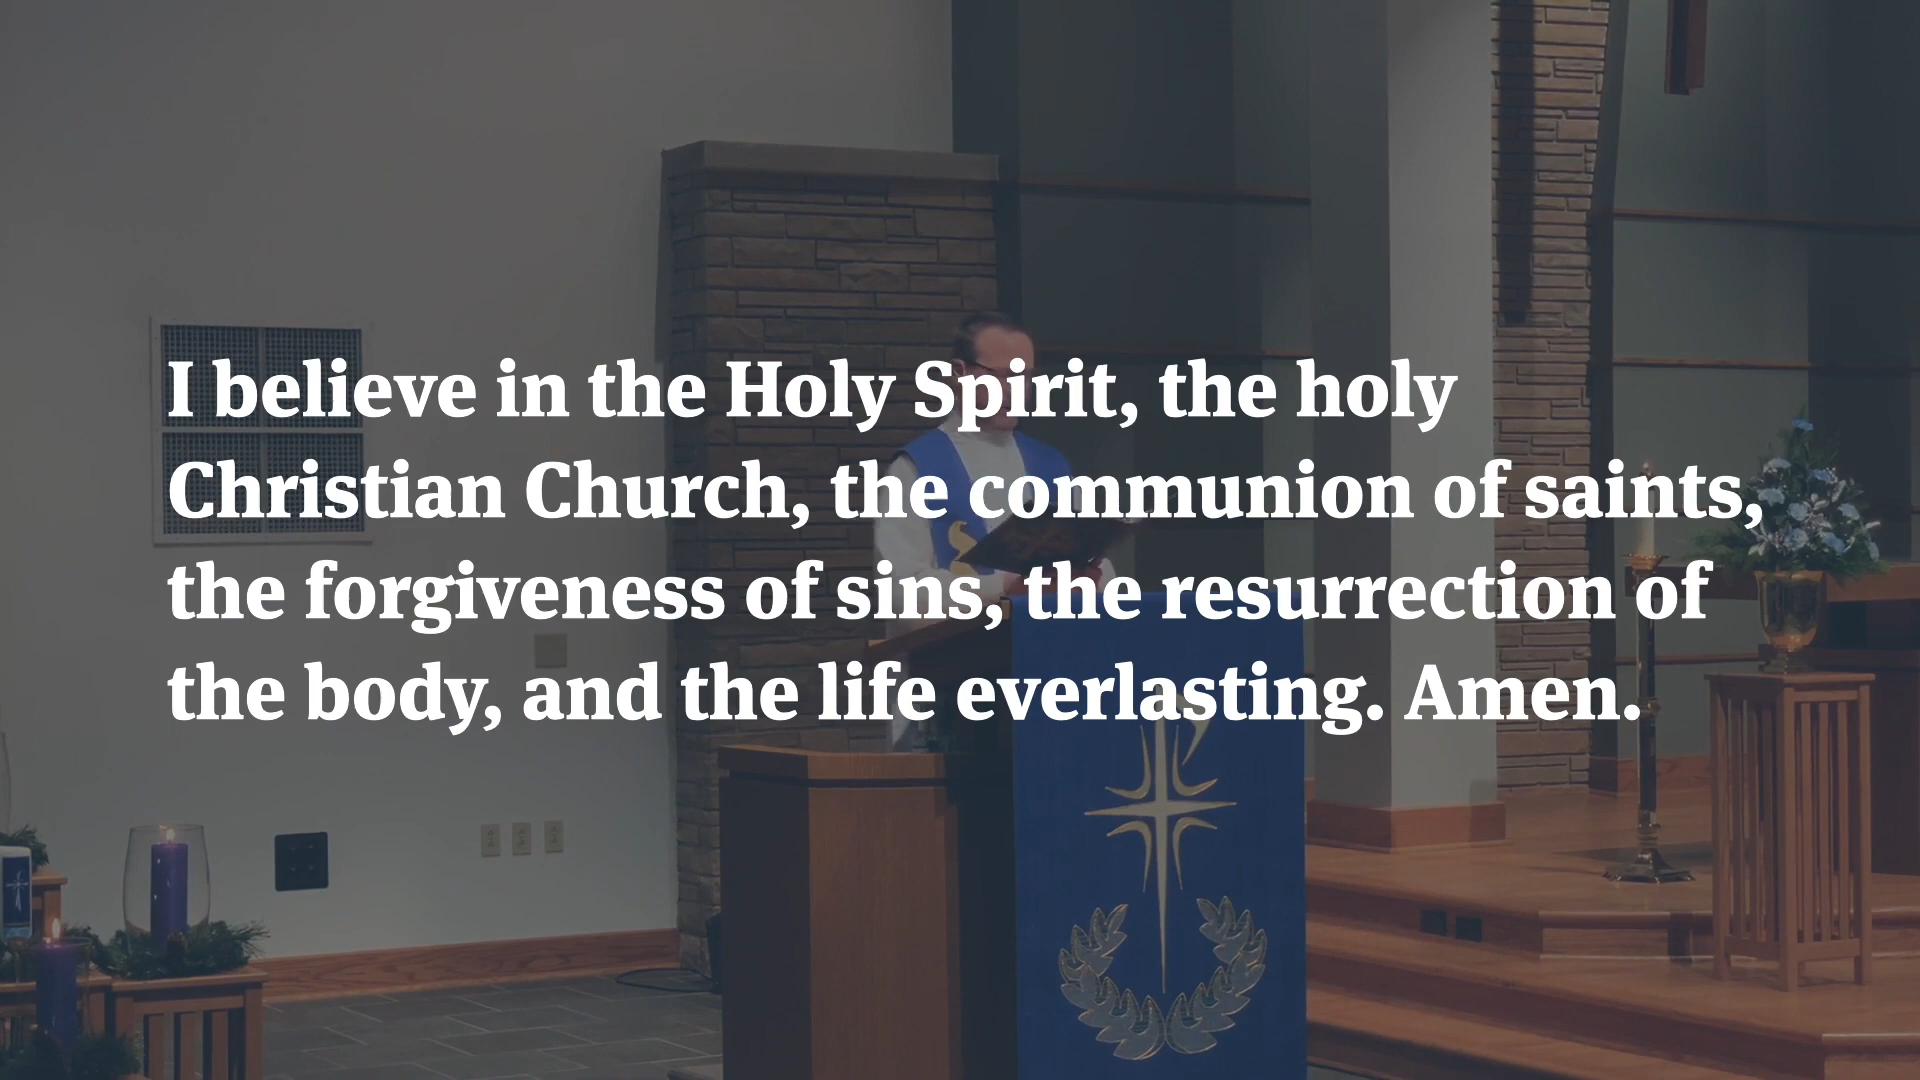 I believe in the Holy Spirit, the holy
Christian Church, the communion of saints,
the forgiveness of sins, the resurrection of
the body, and the life everlasting. Amen.